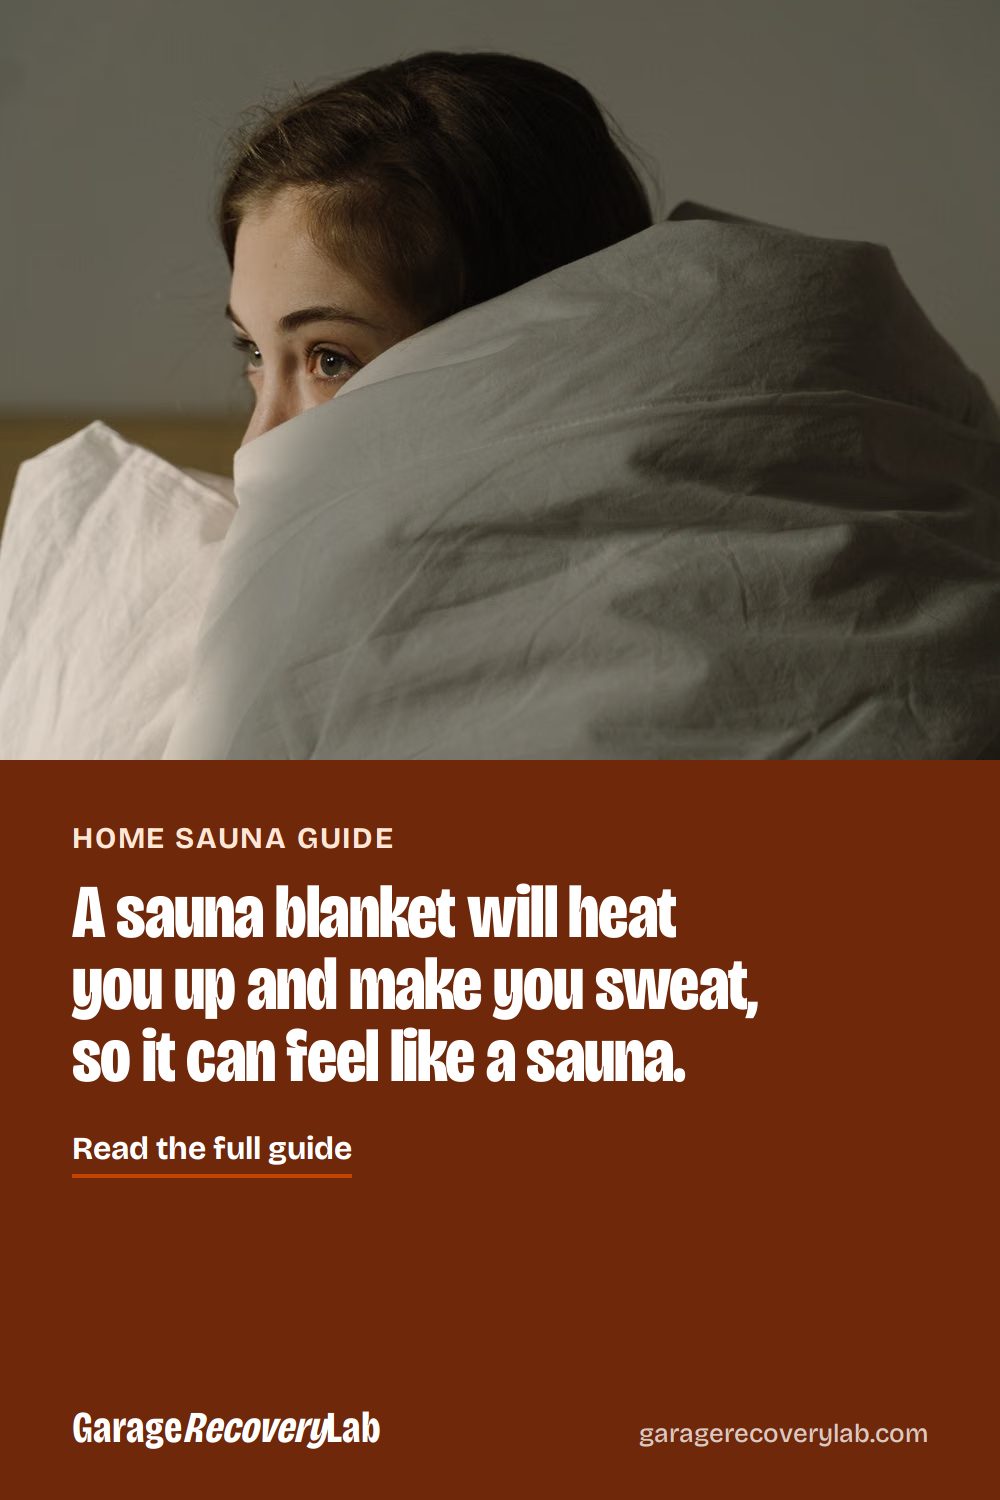 HOME SAUNA GUIDE
A sauna blanket will heat
you up and make you sweat,
so it can feel like a sauna.
Read the full guide
GarageRecoveryLab
garagerecoverylab.com